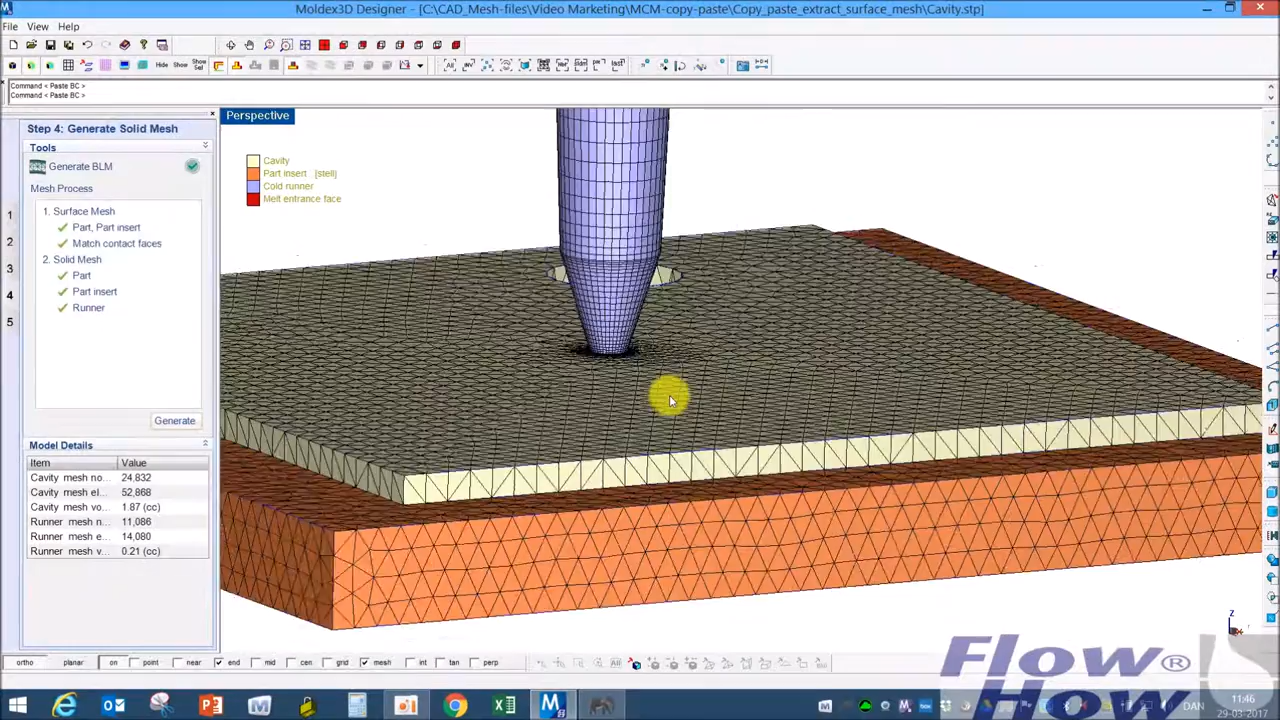 Moldex3D Designer - [C:\CAD_Mesh-files\Video Marketing\MCM-copy-paste\Copy_paste_extract_surface_mesh\Cavity.stp]
File View Help
Hide Show
Command < Paste BC >
Command < Paste BC >
Step 4: Generate Solid Mesh
Tools
Generate BLM
Mesh Process
1. Surface Mesh
Part, Part insert
Match contact faces
2. Solid Mesh
Part
Part insert
Runner
Generate
1
2
3
4
5
Model Details
Item Value
Cavity mesh no... 24,832
Cavity mesh el... 52,868
Cavity mesh vo... 1.87 (cc)
Runner mesh n... 11,086
Runner mesh e... 14,080
Runner mesh v... 0.21 (cc)
Perspective
Cavity
Part insert [stell]
Cold runner
Melt entrance face
z
ortho planar on point near end mid cen grid mesh int tan perp
Flow
How®
DAN
11:46
29-03-2017